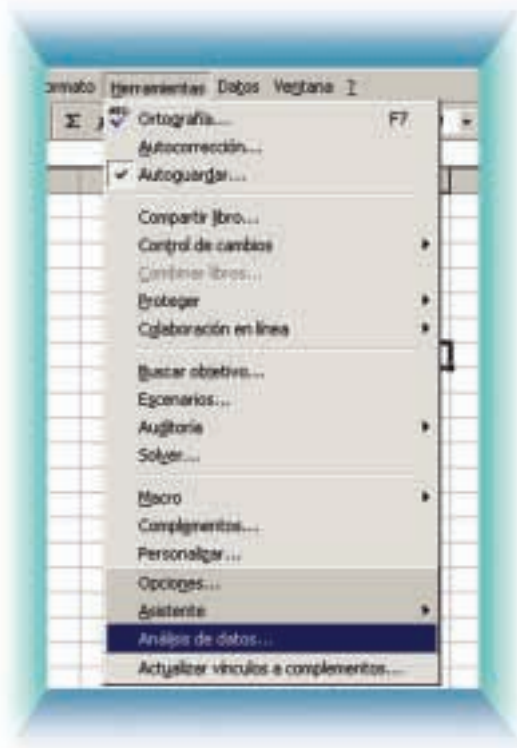 ormato Herramientas Datos Ventana ?
Σ
Ortografía... F7
Autocorrección...
Autoguardar...
Compartir libro...
Control de cambios
Combinar libros...
Proteger
Colaboración en línea
Buscar objetivo...
Escenarios...
Auditoría
Solver...
Macro
Complementos...
Personalizar...
Opciones...
Asistente
Análisis de datos...
Actualizar vínculos a complementos...